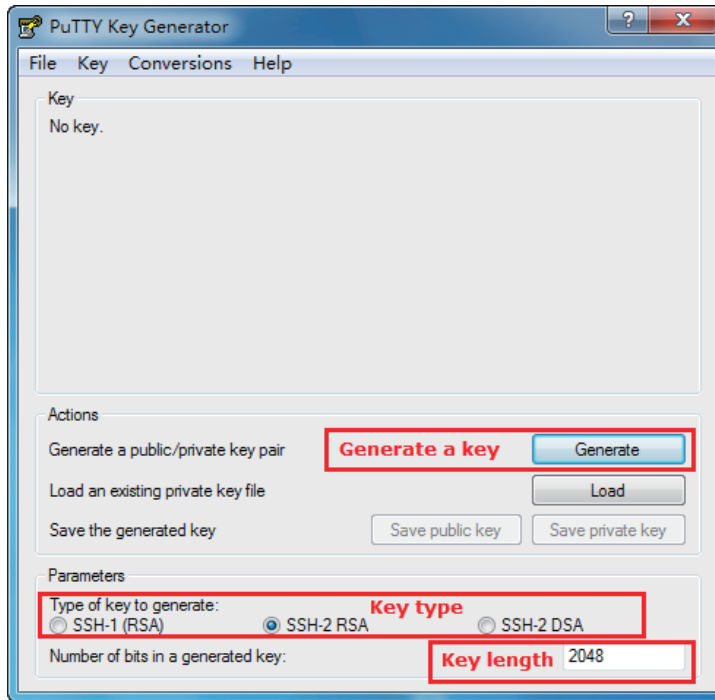 PuTTY Key Generator
File Key Conversions Help
Key
No key.
Actions
Generate a public/private key pair Generate a key Generate
Load an existing private key file Load
Save the generated key Save public key Save private key
Parameters
Type of key to generate: Key type
SSH-1 (RSA) SSH-2 RSA SSH-2 DSA
Number of bits in a generated key: Key length 2048